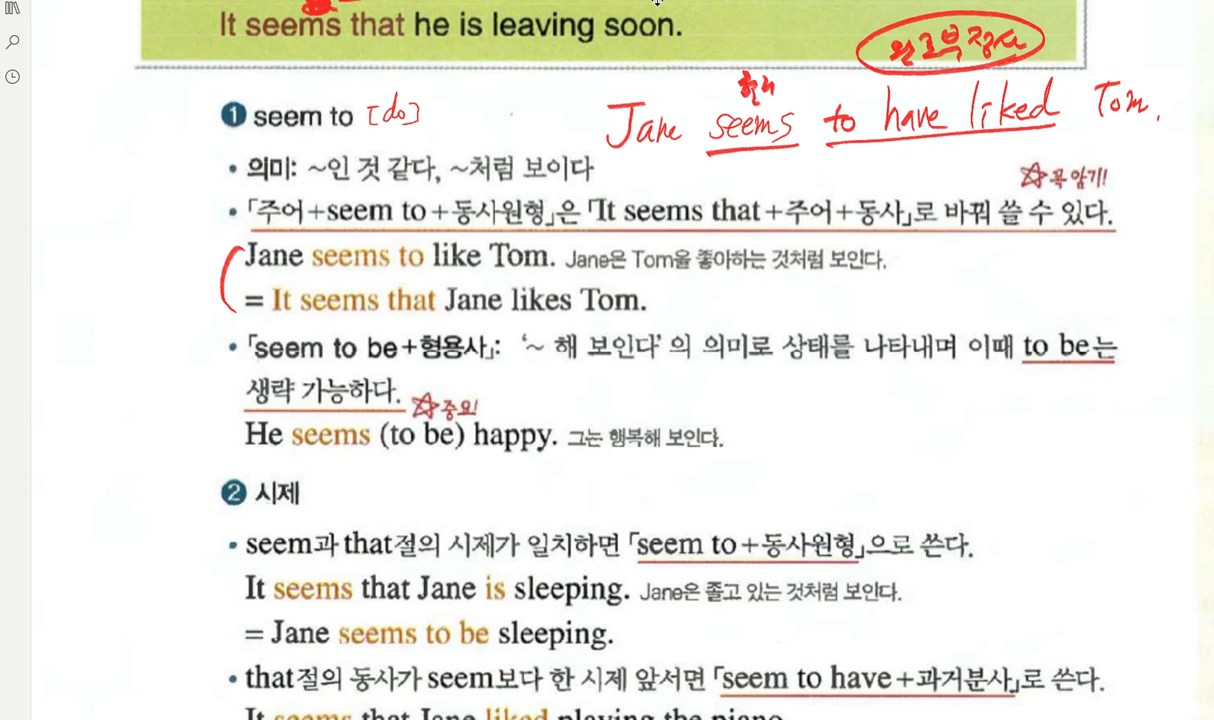 It seems that he is leaving soon.
완료부정사
현재
❶ seem to [do]
Jane seems to have liked Tom.
• 의미: ~인 것 같다, ~처럼 보이다
☆꼭 암기!
• 「주어+seem to+동사원형」은 「It seems that+주어+동사」로 바꿔 쓸 수 있다.
Jane seems to like Tom. Jane은 Tom을 좋아하는 것처럼 보인다.
= It seems that Jane likes Tom.
• 「seem to be+형용사」: ‘~ 해 보인다’의 의미로 상태를 나타내며 이때 to be는
생략 가능하다. ☆중요!
He seems (to be) happy. 그는 행복해 보인다.
❷ 시제
• seem과 that절의 시제가 일치하면 「seem to+동사원형」으로 쓴다.
It seems that Jane is sleeping. Jane은 졸고 있는 것처럼 보인다.
= Jane seems to be sleeping.
• that절의 동사가 seem보다 한 시제 앞서면 「seem to have+과거분사」로 쓴다.
It seems that Jane liked playing the piano.